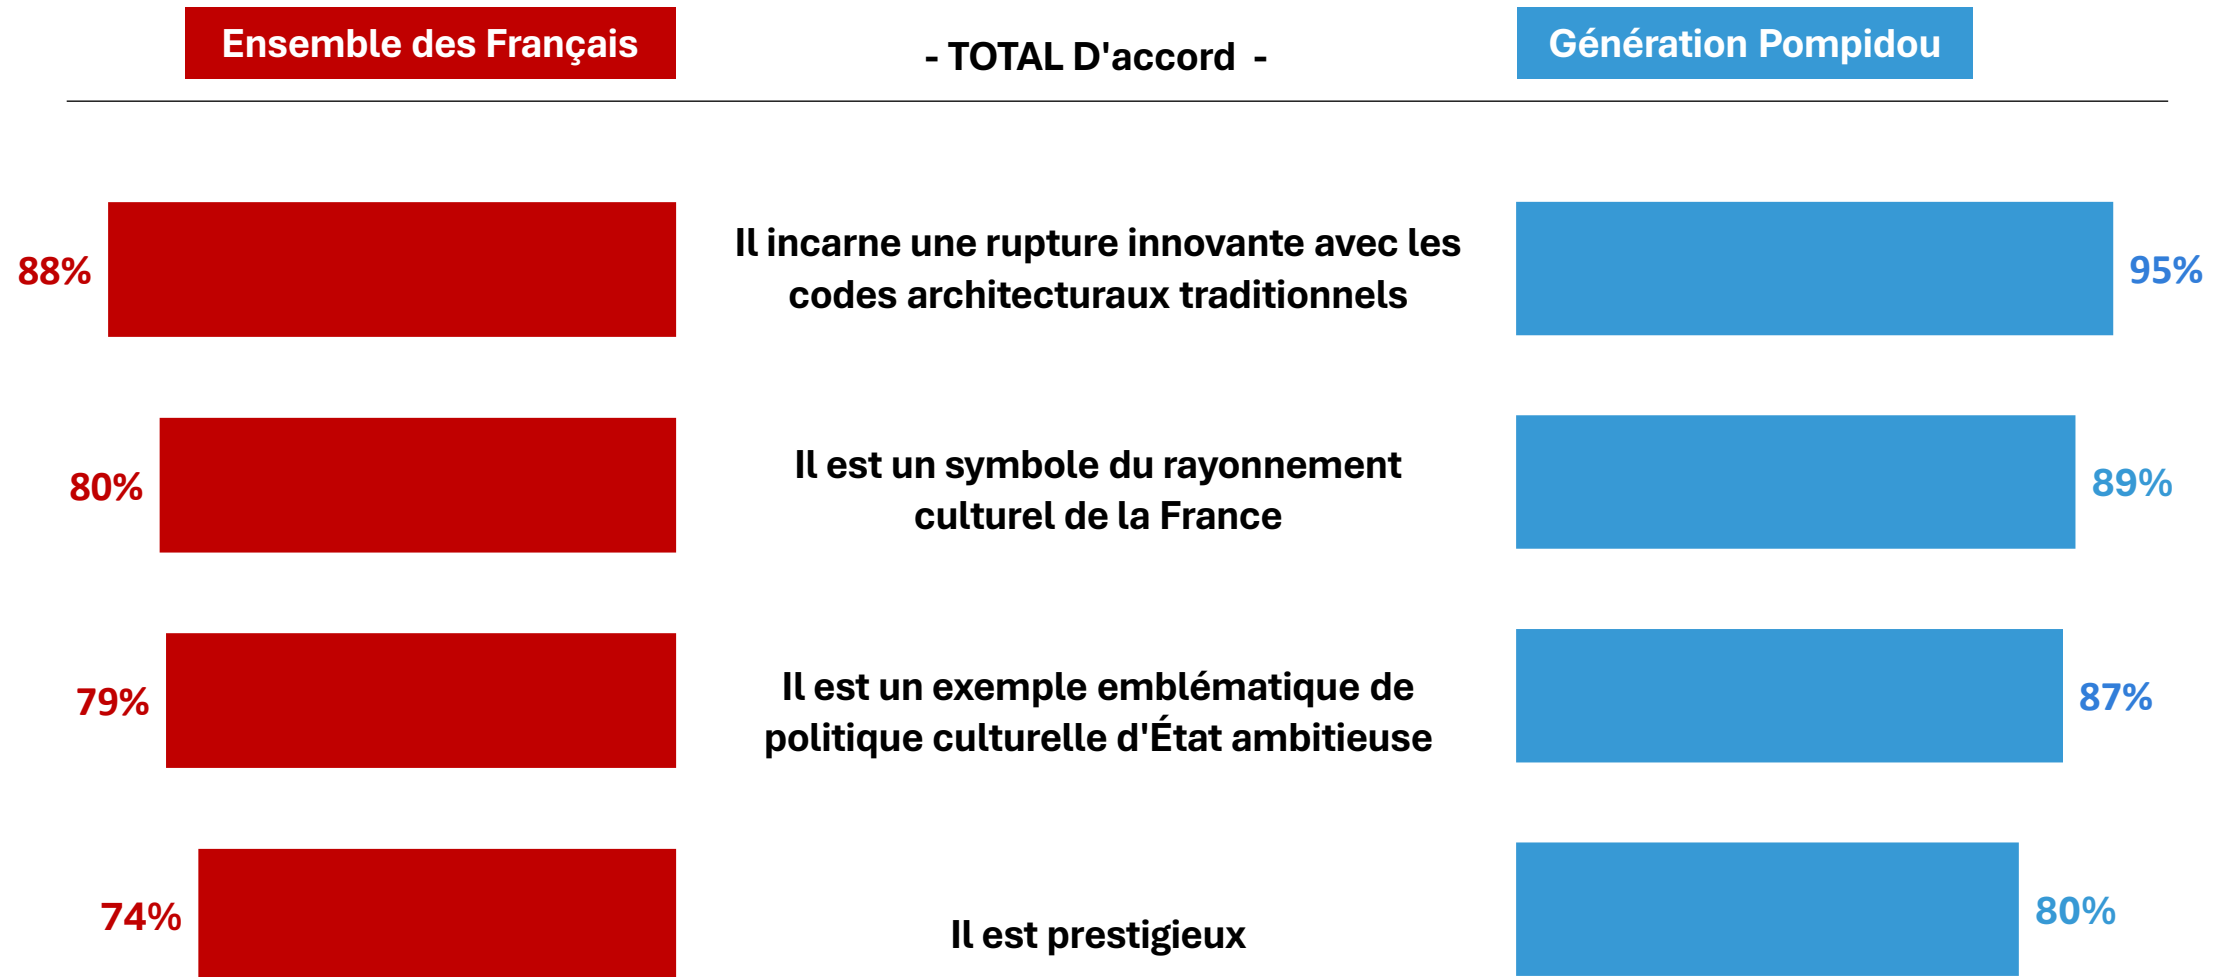 Ensemble des Français
- TOTAL D'accord -
Génération Pompidou
88%
Il incarne une rupture innovante avec les
codes architecturaux traditionnels
95%
80%
Il est un symbole du rayonnement
culturel de la France
89%
79%
Il est un exemple emblématique de
politique culturelle d'État ambitieuse
87%
74%
Il est prestigieux
80%